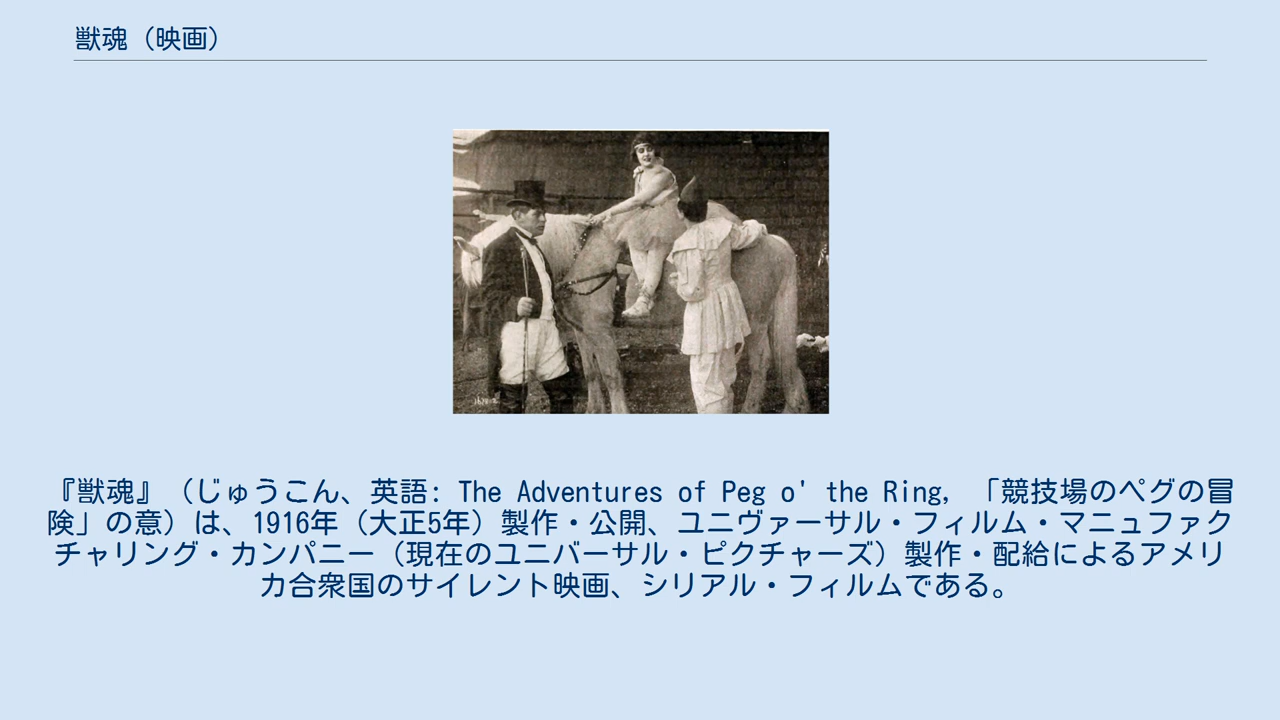 獣魂（映画）
『獣魂』（じゅうこん、英語: The Adventures of Peg o' the Ring, 「競技場のペグの冒
険」の意）は、1916年（大正5年）製作・公開、ユニヴァーサル・フィルム・マニュファク
チャリング・カンパニー（現在のユニバーサル・ピクチャーズ）製作・配給によるアメリ
カ合衆国のサイレント映画、シリアル・フィルムである。